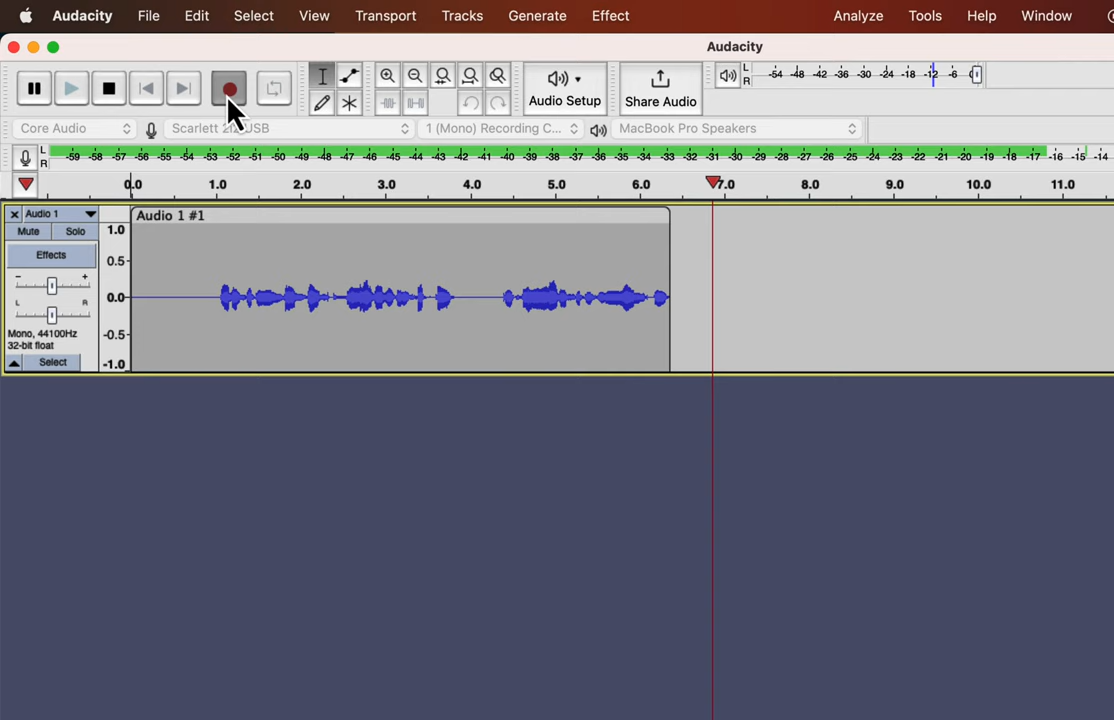 Audacity File Edit Select View Transport Tracks Generate Effect Analyze Tools Help Window
Audacity
Audio Setup
Share Audio
L
R
-54 -48 -42 -36 -30 -24 -18 -12 -6
Core Audio
1 (Mono) Recording C...
MacBook Pro Speakers
L
R
-59 -58 -57 -56 -55 -54 -53 -52 -51 -50 -49 -48 -47 -46 -45 -44 -43 -42 -41 -40 -39 -38 -37 -36 -35 -34 -33 -32 -31 -30 -29 -28 -27 -26 -25 -24 -23 -22 -21 -20 -19 -18 -17 -16 -15 -14
0.0 1.0 2.0 3.0 4.0 5.0 6.0 7.0 8.0 9.0 10.0 11.0
Audio 1
Audio 1 #1
Mute Solo
1.0
Effects
0.5
- +
0.0
L R
Mono, 44100Hz
-0.5
32-bit float
Select
-1.0